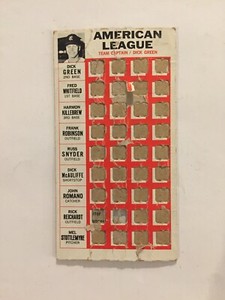 AMERICAN
LEAGUE
TEAM CAPTAIN / DICK GREEN
DICK
GREEN
2ND BASE
FRED
WHITFIELD
1ST. BASE
HARMON
KILLEBREW
3RD BASE
FRANK
ROBINSON
OUTFIELD
RUSS
SNYDER
OUTFIELD
DICK
McAULIFFE
SHORTSTOP
JOHN
ROMANO
CATCHER
RICK
REICHARDT
OUTFIELD
MEL
STOTTLEMYRE
PITCHER